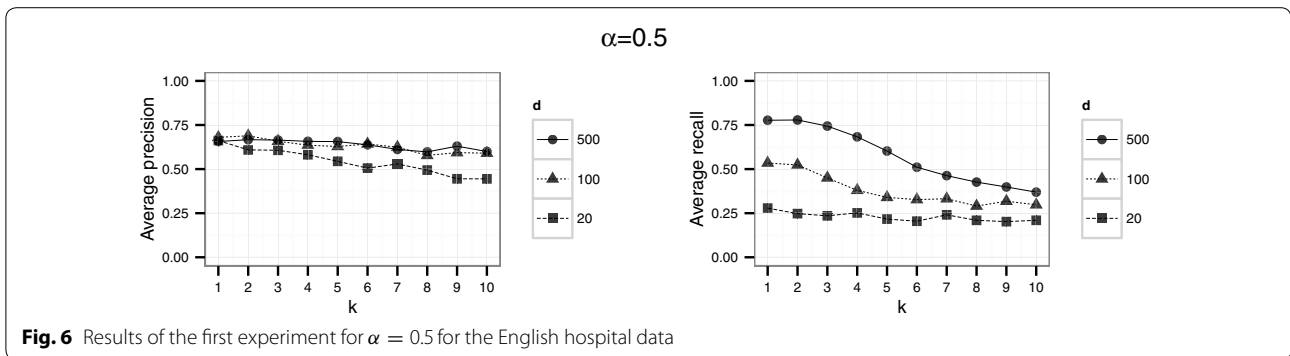 α=0.5
Average precision
1.00
0.75
0.50
0.25
0.00
1 2 3 4 5 6 7 8 9 10
k
d
500
100
20
Average recall
1.00
0.75
0.50
0.25
0.00
1 2 3 4 5 6 7 8 9 10
k
d
500
100
20
Fig. 6 Results of the first experiment for α = 0.5 for the English hospital data